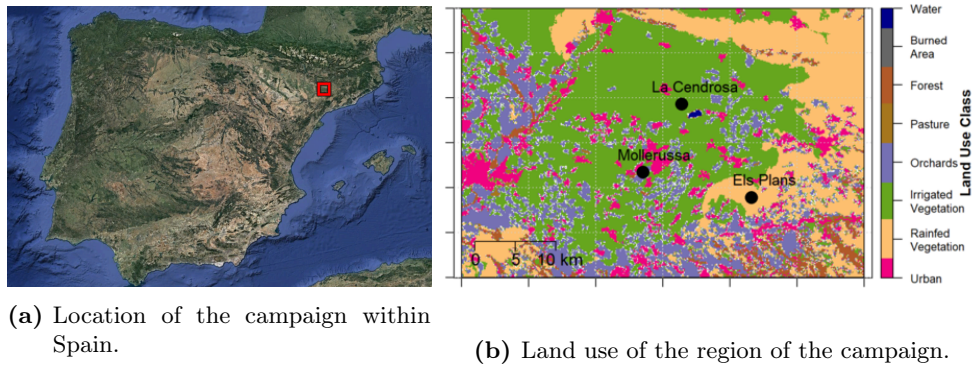 La Cendrosa
Mollerussa
Els Plans
0 5 10 km
Water
Burned
Area
Forest
Pasture
Orchards
Irrigated
Vegetation
Rainfed
Vegetation
Urban
Land Use Class
(a) Location of the campaign within
Spain.
(b) Land use of the region of the campaign.